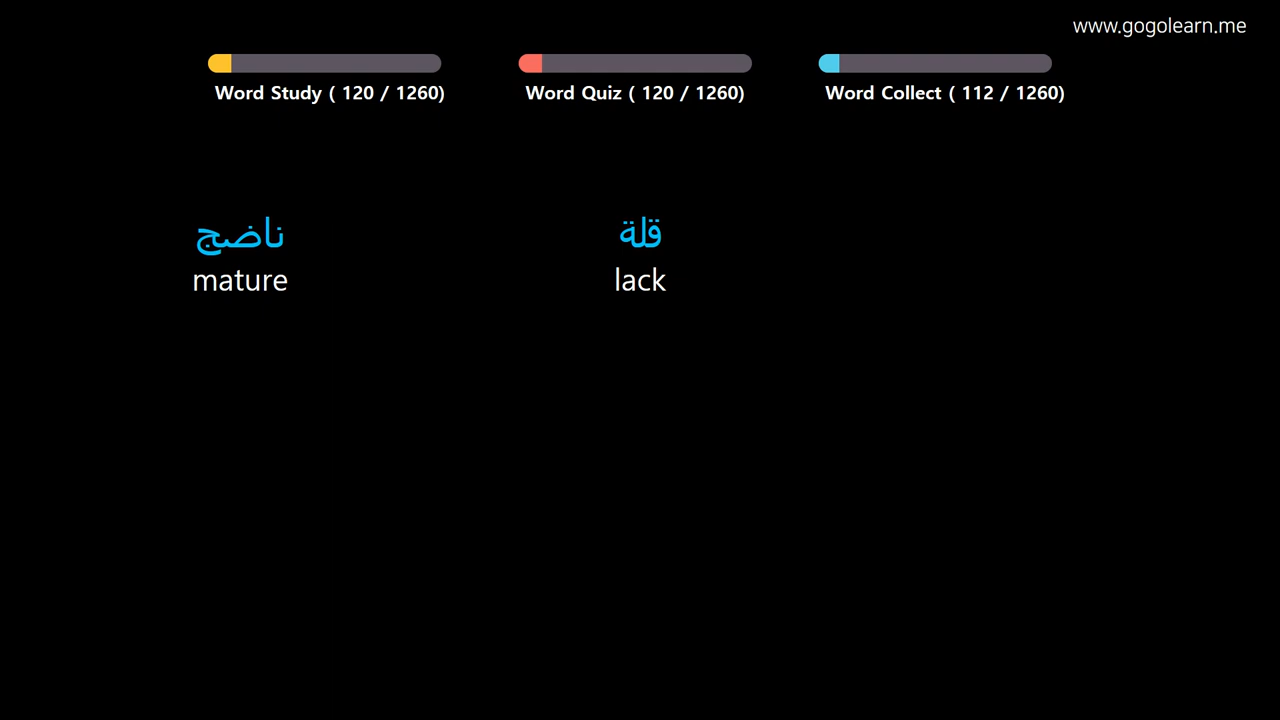 www.gogolearn.me
Word Study ( 120 / 1260)
Word Quiz ( 120 / 1260)
Word Collect ( 112 / 1260)
ناضج
mature
قلة
lack